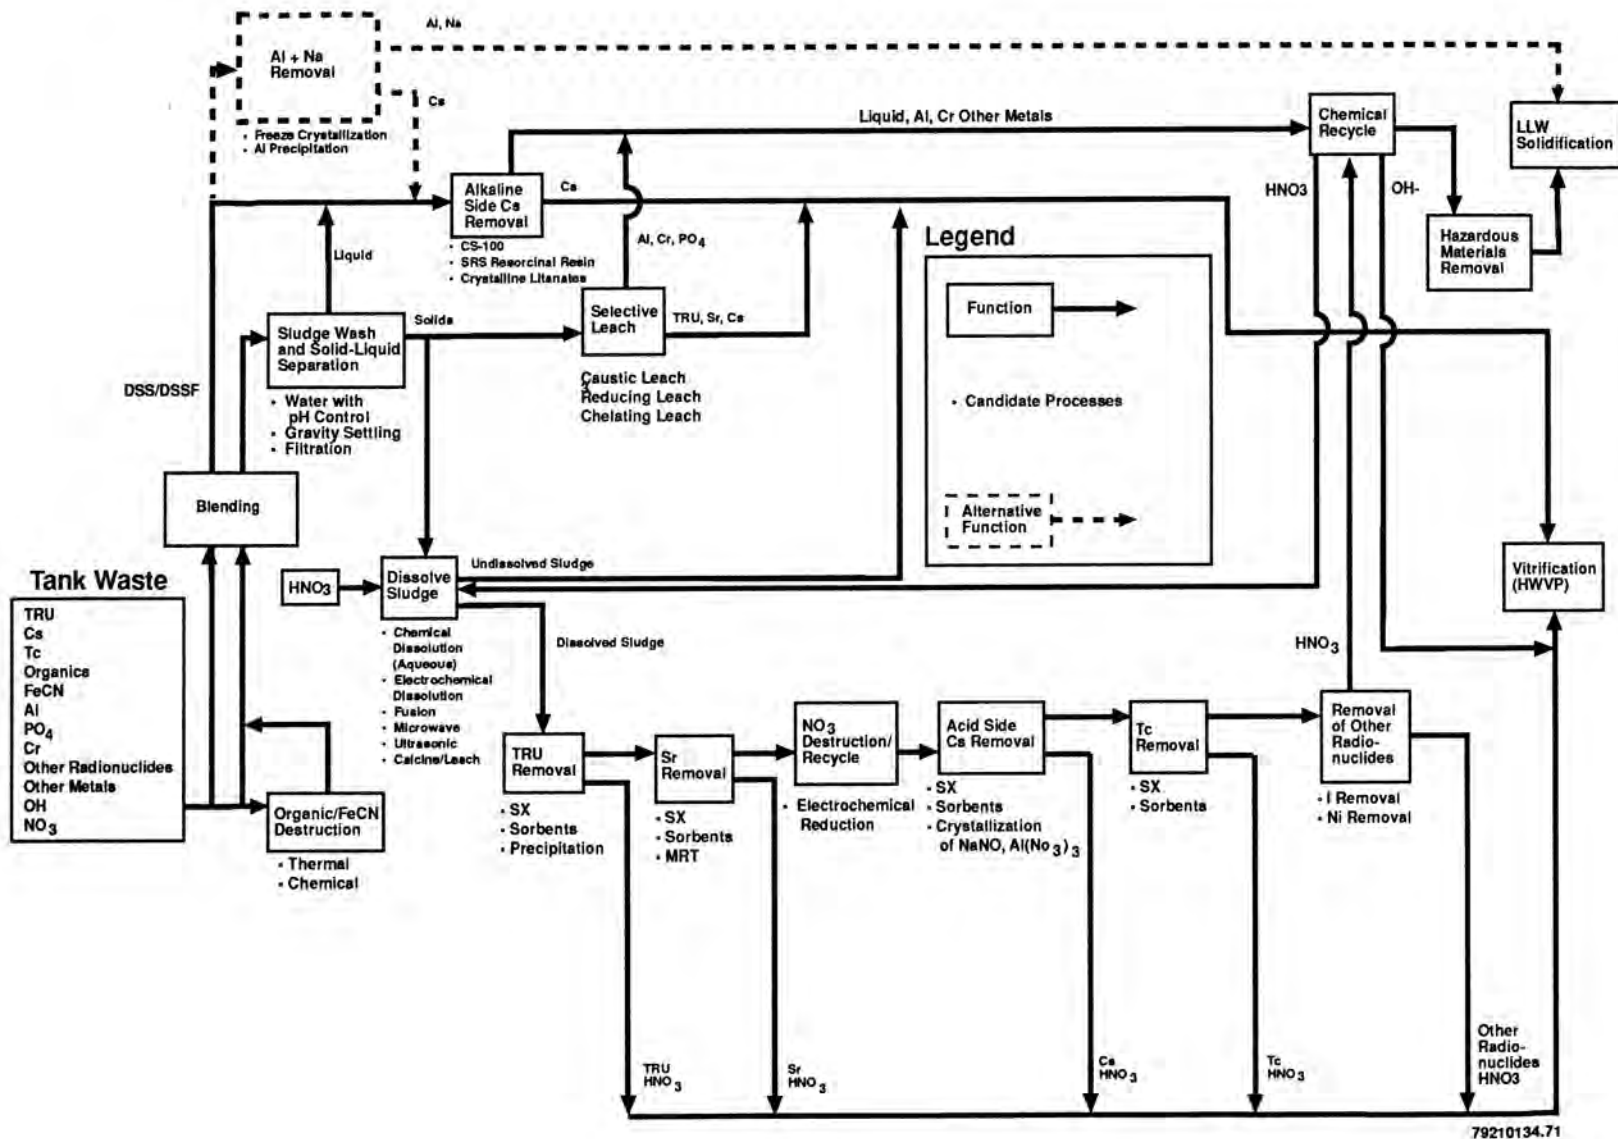 Al, Na
Al + Na
Removal
Cs
• Freeze Crystallization
• Al Precipitation
Liquid, Al, Cr Other Metals
Chemical
Recycle
LLW
Solidification
HNO3
OH-
Hazardous
Materials
Removal
Alkaline
Side Cs
Removal
Cs
• CS-100
• SRS Resorcinal Resin
• Crystalline Litanates
Al, Cr, PO4
Liquid
Sludge Wash
and Solid-Liquid
Separation
Solids
• Water with
pH Control
• Gravity Settling
• Filtration
Selective
Leach
TRU, Sr, Cs
Caustic Leach
3
Reducing Leach
Chelating Leach
Legend
Function
• Candidate Processes
Alternative
Function
DSS/DSSF
Blending
Tank Waste
TRU
Cs
Tc
Organics
FeCN
Al
PO4
Cr
Other Radionuclides
Other Metals
OH
NO3
Organic/FeCN
Destruction
• Thermal
• Chemical
HNO3
Dissolve
Sludge
Undissolved Sludge
• Chemical
Dissolution
(Aqueous)
• Electrochemical
Dissolution
• Fusion
• Microwave
• Ultrasonic
• Calcine/Leach
Dissolved Sludge
Vitrification
(HWVP)
HNO3
TRU
Removal
• SX
• Sorbents
• Precipitation
Sr
Removal
• SX
• Sorbents
• MRT
NO3
Destruction/
Recycle
• Electrochemical
Reduction
Acid Side
Cs Removal
• SX
• Sorbents
• Crystallization
of NaNO, Al(No3)3
Tc
Removal
• SX
• Sorbents
Removal
of Other
Radio-
nuclides
• I Removal
• Ni Removal
TRU
HNO3
Sr
HNO3
Cs
HNO3
Tc
HNO3
Other
Radio-
nuclides
HNO3
79210134.71